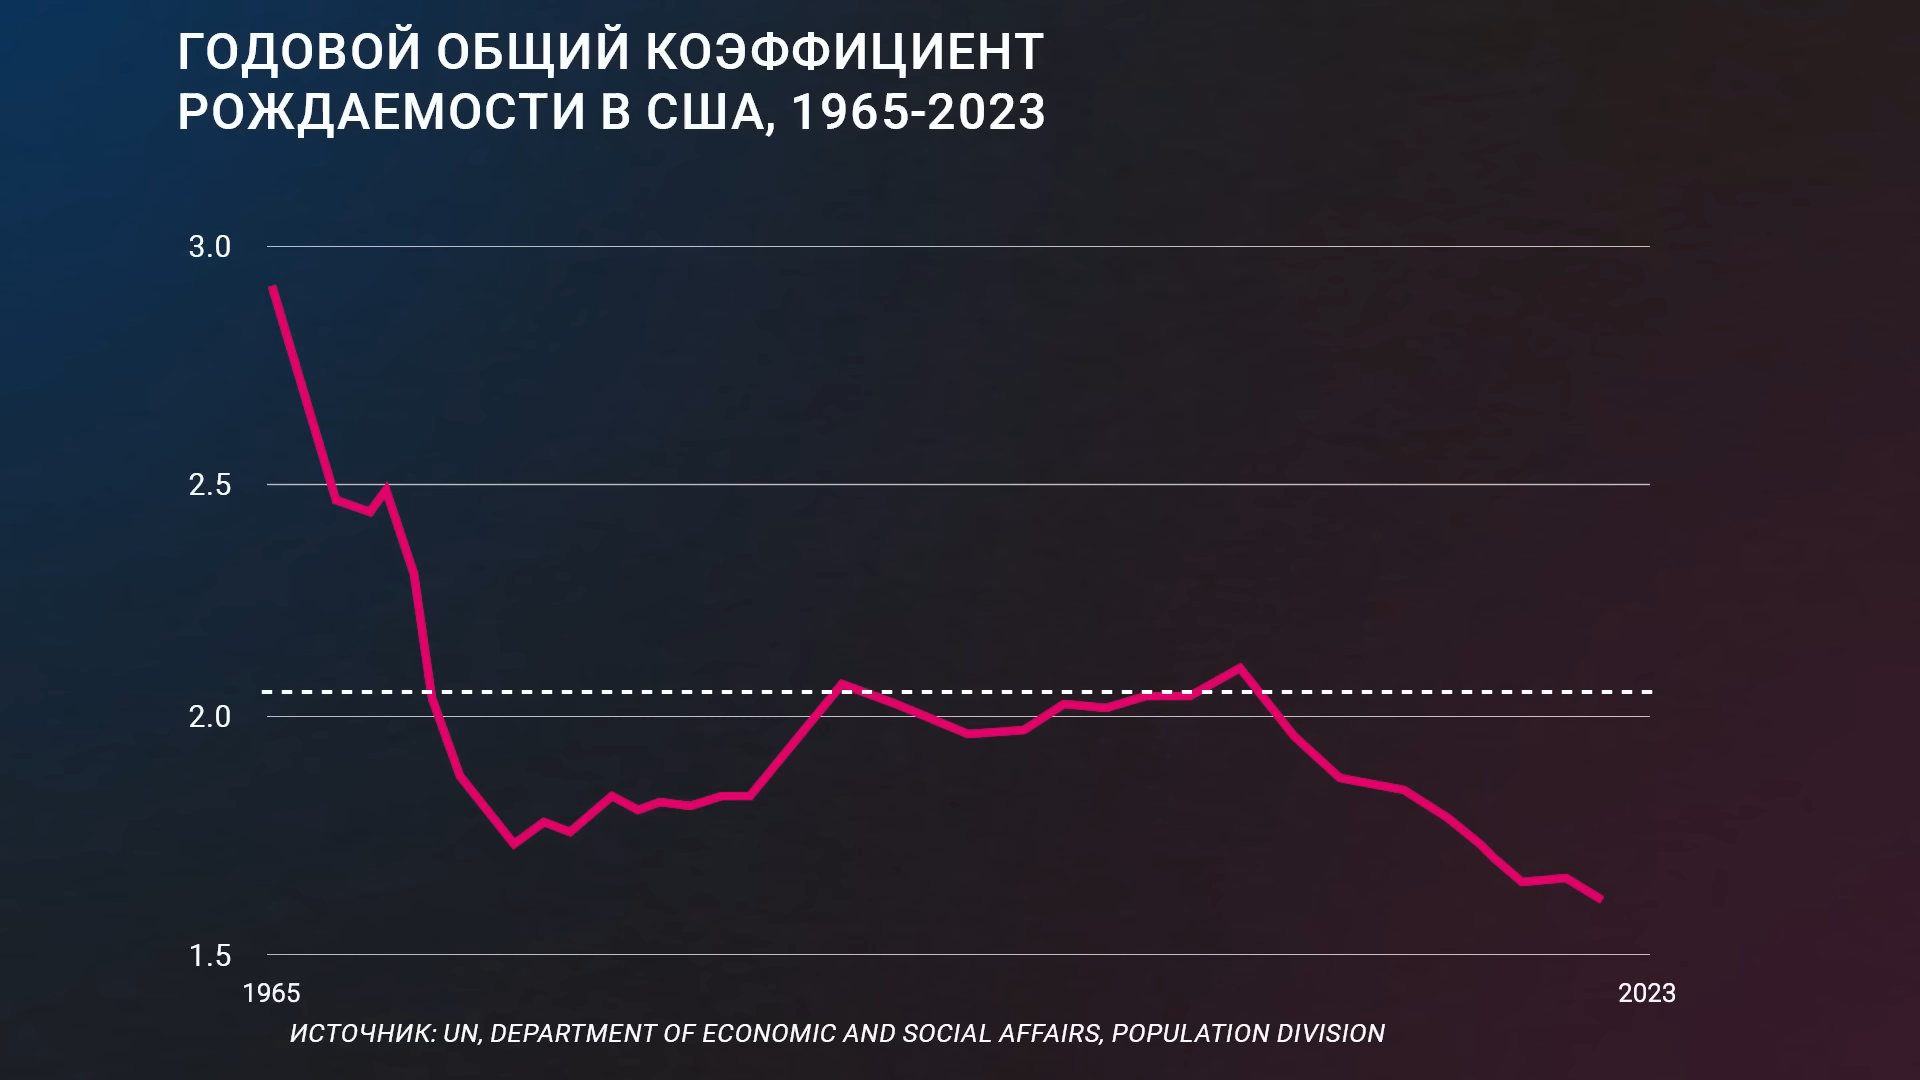 ГОДОВОЙ ОБЩИЙ КОЭФФИЦИЕНТ
РОЖДАЕМОСТИ В США, 1965-2023
3.0
2.5
2.0
1.5
1965
2023
ИСТОЧНИК: UN, DEPARTMENT OF ECONOMIC AND SOCIAL AFFAIRS, POPULATION DIVISION